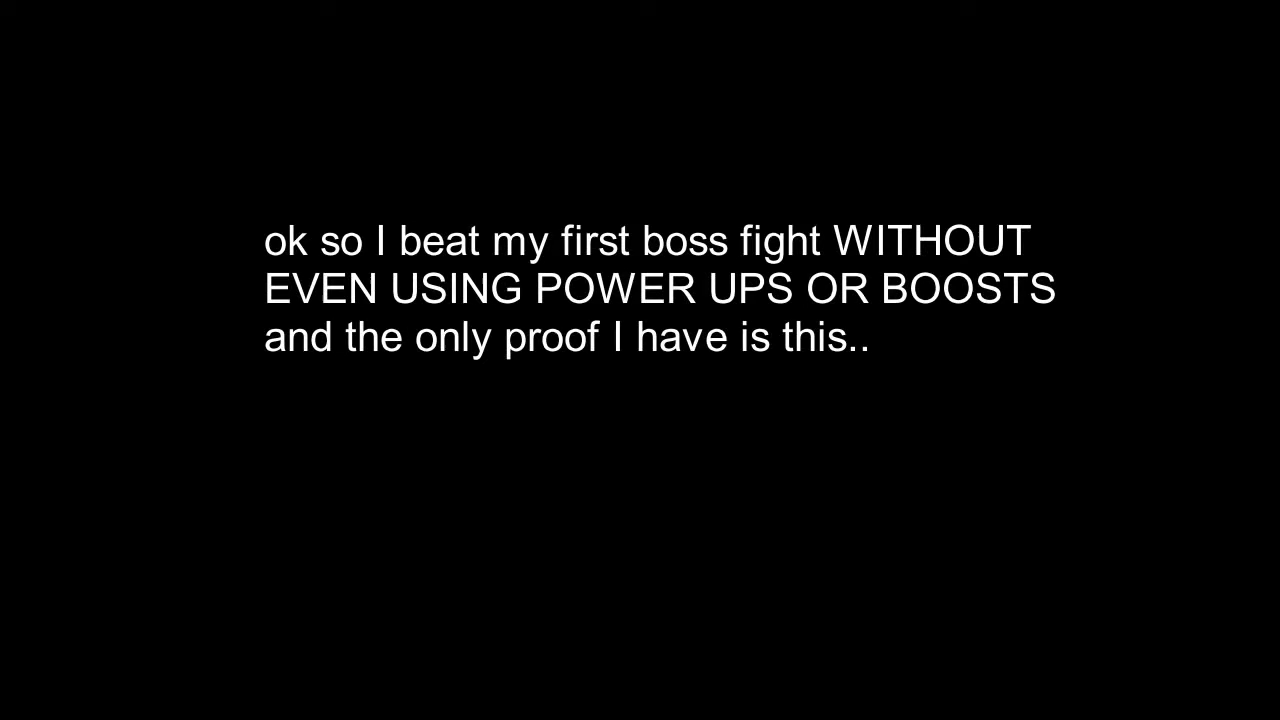 ok so I beat my first boss fight WITHOUT
EVEN USING POWER UPS OR BOOSTS
and the only proof I have is this..